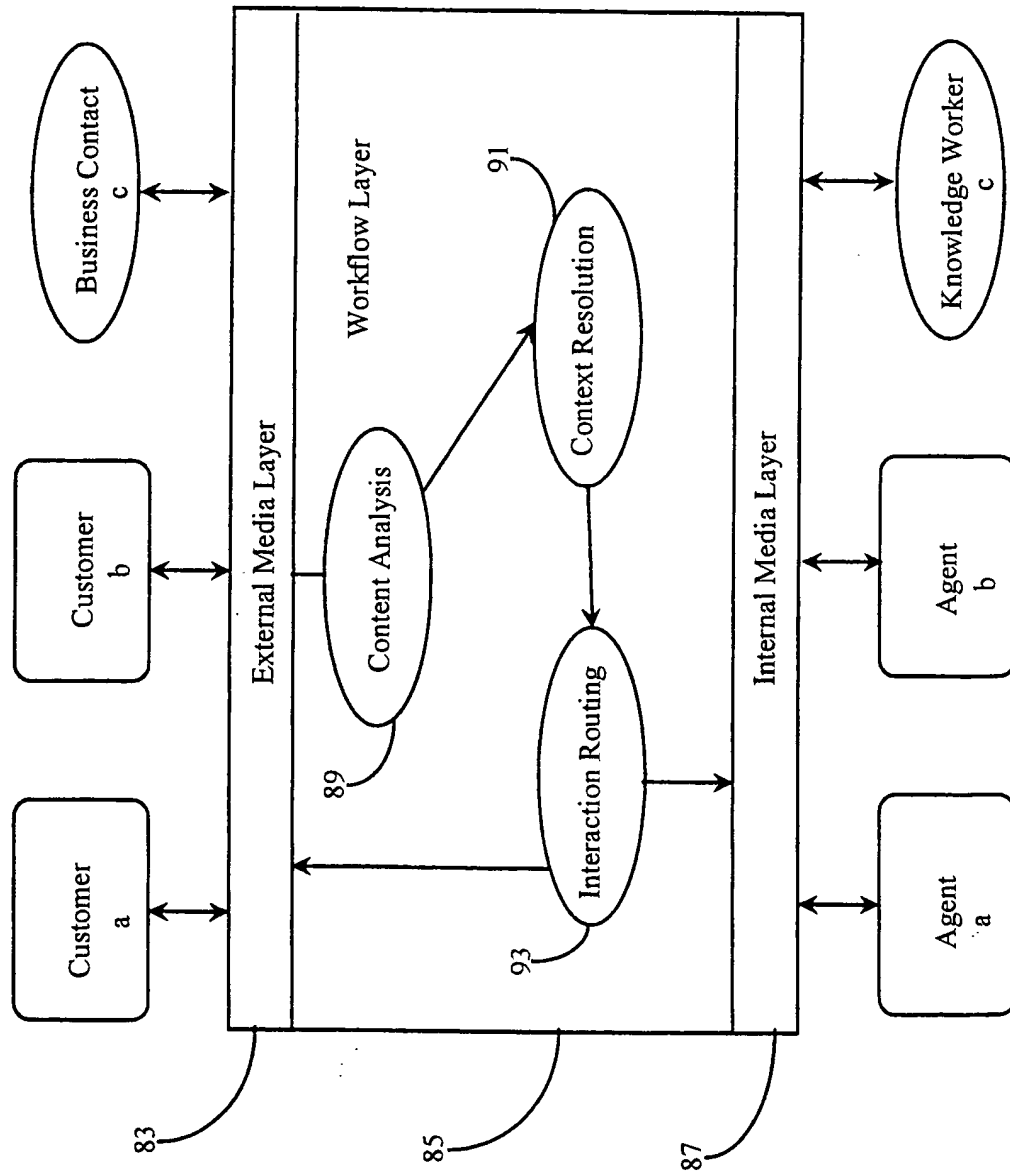 Customer
a
Customer
b
Business Contact
c
83
External Media Layer
Workflow Layer
89
Content Analysis
91
Context Resolution
85
93
Interaction Routing
87
Internal Media Layer
Agent
a
Agent
b
Knowledge Worker
c